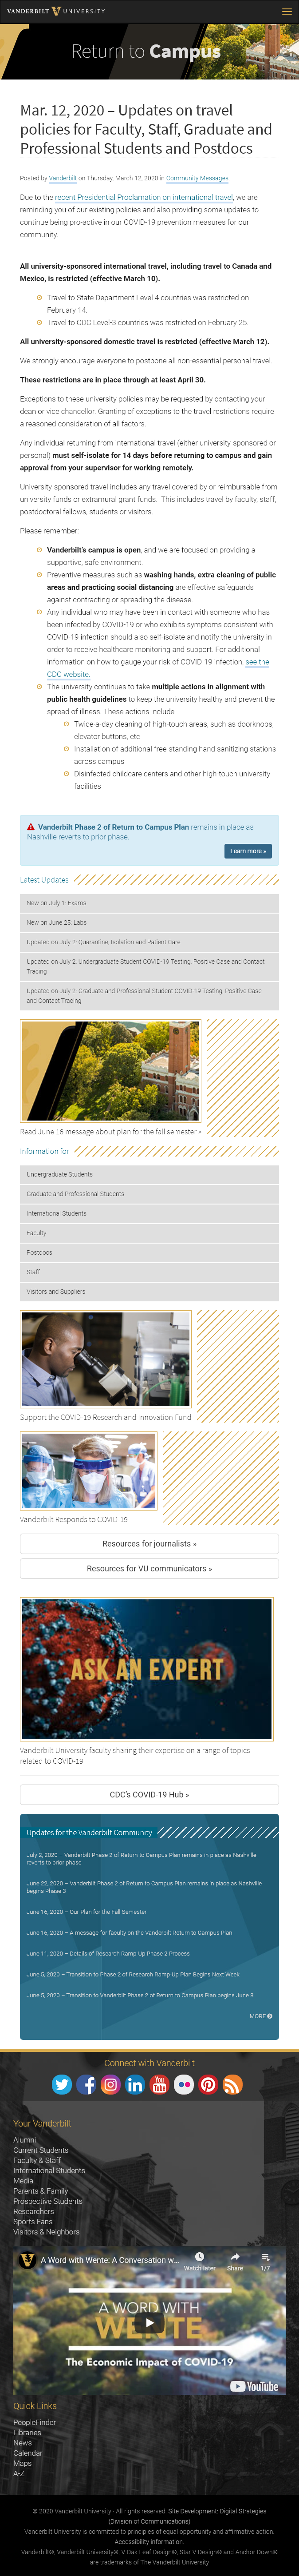 VANDERBILT V UNIVERSITY
Return to Campus
Mar. 12, 2020 – Updates on travel
policies for Faculty, Staff, Graduate and
Professional Students and Postdocs
Posted by Vanderbilt on Thursday, March 12, 2020 in Community Messages.
Due to the recent Presidential Proclamation on international travel, we are
reminding you of our existing policies and also providing some updates to
continue being pro-active in our COVID-19 prevention measures for our
community.
All university-sponsored international travel, including travel to Canada and
Mexico, is restricted (effective March 10).
Travel to State Department Level 4 countries was restricted on
February 14.
Travel to CDC Level-3 countries was restricted on February 25.
All university-sponsored domestic travel is restricted (effective March 12).
We strongly encourage everyone to postpone all non-essential personal travel.
These restrictions are in place through at least April 30.
Exceptions to these university policies may be requested by contacting your
dean or vice chancellor. Granting of exceptions to the travel restrictions require
a reasoned consideration of all factors.
Any individual returning from international travel (either university-sponsored or
personal) must self-isolate for 14 days before returning to campus and gain
approval from your supervisor for working remotely.
University-sponsored travel includes any travel covered by or reimbursable from
university funds or extramural grant funds. This includes travel by faculty, staff,
postdoctoral fellows, students or visitors.
Please remember:
Vanderbilt's campus is open, and we are focused on providing a
supportive, safe environment.
Preventive measures such as washing hands, extra cleaning of public
areas and practicing social distancing are effective safeguards
against contracting or spreading the disease.
Any individual who may have been in contact with someone who has
been infected by COVID-19 or who exhibits symptoms consistent with
COVID-19 infection should also self-isolate and notify the university in
order to receive healthcare monitoring and support. For additional
information on how to gauge your risk of COVID-19 infection, see the
CDC website.
The university continues to take multiple actions in alignment with
public health guidelines to keep the university healthy and prevent the
spread of illness. These actions include
Twice-a-day cleaning of high-touch areas, such as doorknobs,
elevator buttons, etc
Installation of additional free-standing hand sanitizing stations
across campus
Disinfected childcare centers and other high-touch university
facilities
Vanderbilt Phase 2 of Return to Campus Plan remains in place as
Nashville reverts to prior phase.
Learn more »
Latest Updates
New on July 1: Exams
New on June 25: Labs
Updated on July 2: Quarantine, Isolation and Patient Care
Updated on July 2: Undergraduate Student COVID-19 Testing, Positive Case and Contact
Tracing
Updated on July 2: Graduate and Professional Student COVID-19 Testing, Positive Case
and Contact Tracing
Read June 16 message about plan for the fall semester »
Information for
Undergraduate Students
Graduate and Professional Students
International Students
Faculty
Postdocs
Staff
Visitors and Suppliers
Support the COVID-19 Research and Innovation Fund
Vanderbilt Responds to COVID-19
Resources for journalists »
Resources for VU communicators »
ASK AN EXPERT
Vanderbilt University faculty sharing their expertise on a range of topics
related to COVID-19
CDC's COVID-19 Hub »
Updates for the Vanderbilt Community
July 2, 2020 – Vanderbilt Phase 2 of Return to Campus Plan remains in place as Nashville
reverts to prior phase
June 22, 2020 – Vanderbilt Phase 2 of Return to Campus Plan remains in place as Nashville
begins Phase 3
June 16, 2020 – Our Plan for the Fall Semester
June 16, 2020 – A message for faculty on the Vanderbilt Return to Campus Plan
June 11, 2020 – Details of Research Ramp-Up Phase 2 Process
June 5, 2020 – Transition to Phase 2 of Research Ramp-Up Plan Begins Next Week
June 5, 2020 – Transition to Vanderbilt Phase 2 of Return to Campus Plan begins June 8
MORE
Connect with Vanderbilt
Your Vanderbilt
Alumni
Current Students
Faculty & Staff
International Students
Media
Parents & Family
Prospective Students
Researchers
Sports Fans
Visitors & Neighbors
A Word with Wente: A Conversation w...
Watch later
Share
1/7
A WORD WITH
WENTE
The Economic Impact of COVID-19
YouTube
Quick Links
PeopleFinder
Libraries
News
Calendar
Maps
A-Z
© 2020 Vanderbilt University · All rights reserved. Site Development: Digital Strategies
(Division of Communications)
Vanderbilt University is committed to principles of equal opportunity and affirmative action.
Accessibility information.
Vanderbilt®, Vanderbilt University®, V Oak Leaf Design®, Star V Design® and Anchor Down®
are trademarks of The Vanderbilt University